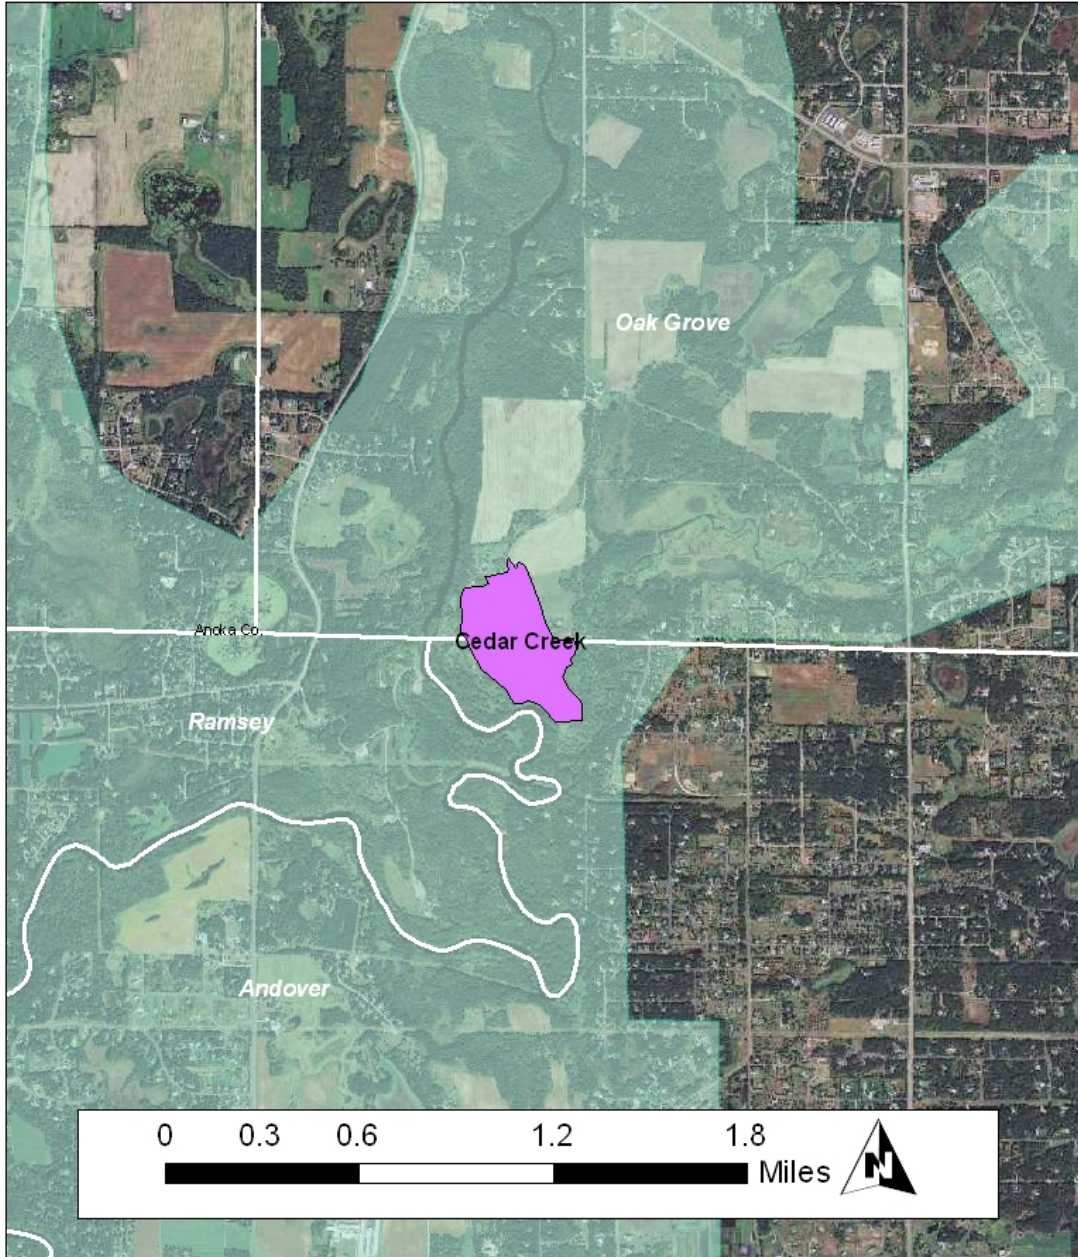 Oak Grove
Anoka Co.
Cedar Creek
Ramsey
Andover
0 0.3 0.6 1.2 1.8
Miles
N